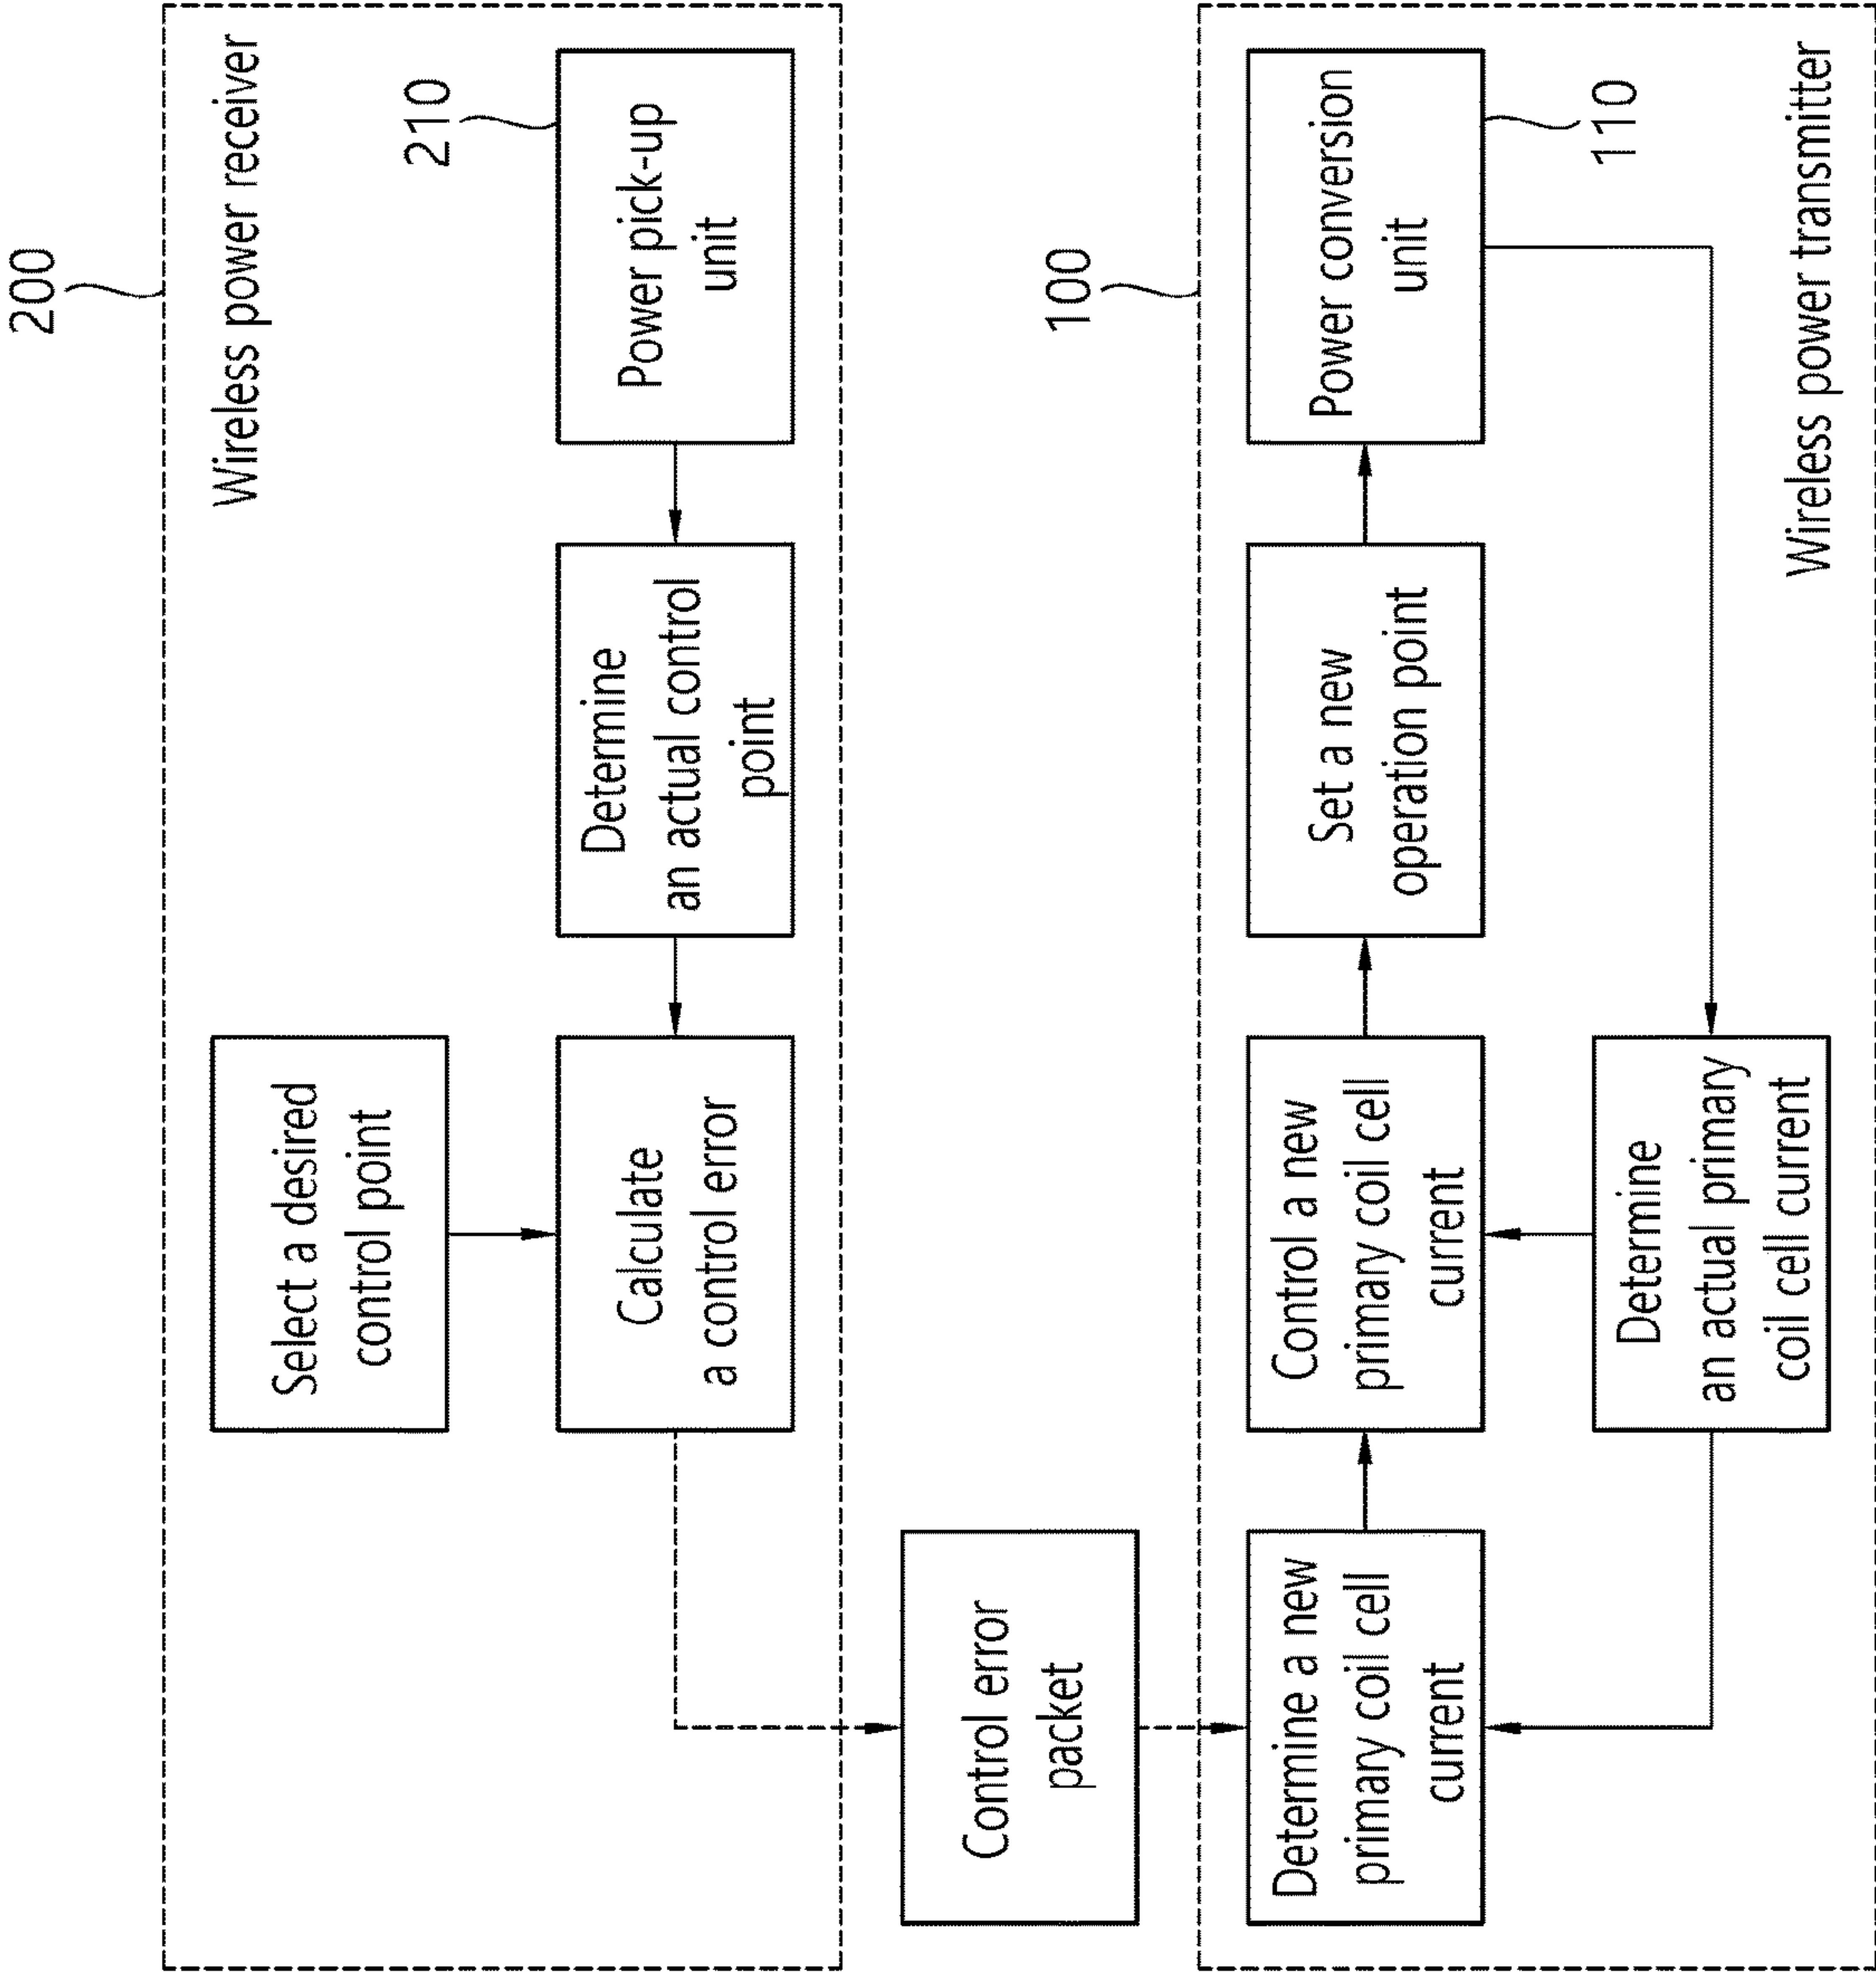 200
Wireless power receiver
Select a desired
control point
210
Calculate
a control error
Determine
an actual control
point
Power pick-up
unit
Control error
packet
100
Determine a new
primary coil cell
current
Control a new
primary coil cell
current
Set a new
operation point
Power conversion
unit
110
Determine
an actual primary
coil cell current
Wireless power transmitter